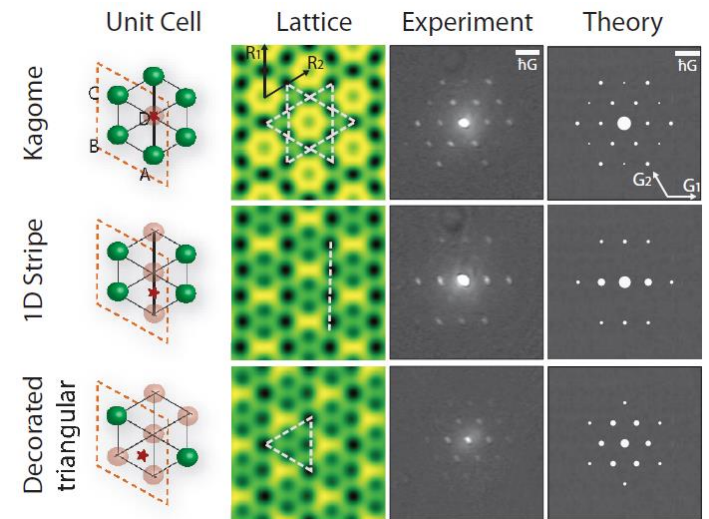 Unit Cell Lattice Experiment Theory
Kagome
C
D
B
A
R1
R2
ħG
ħG
G2
G1
1D Stripe
Decorated
triangular